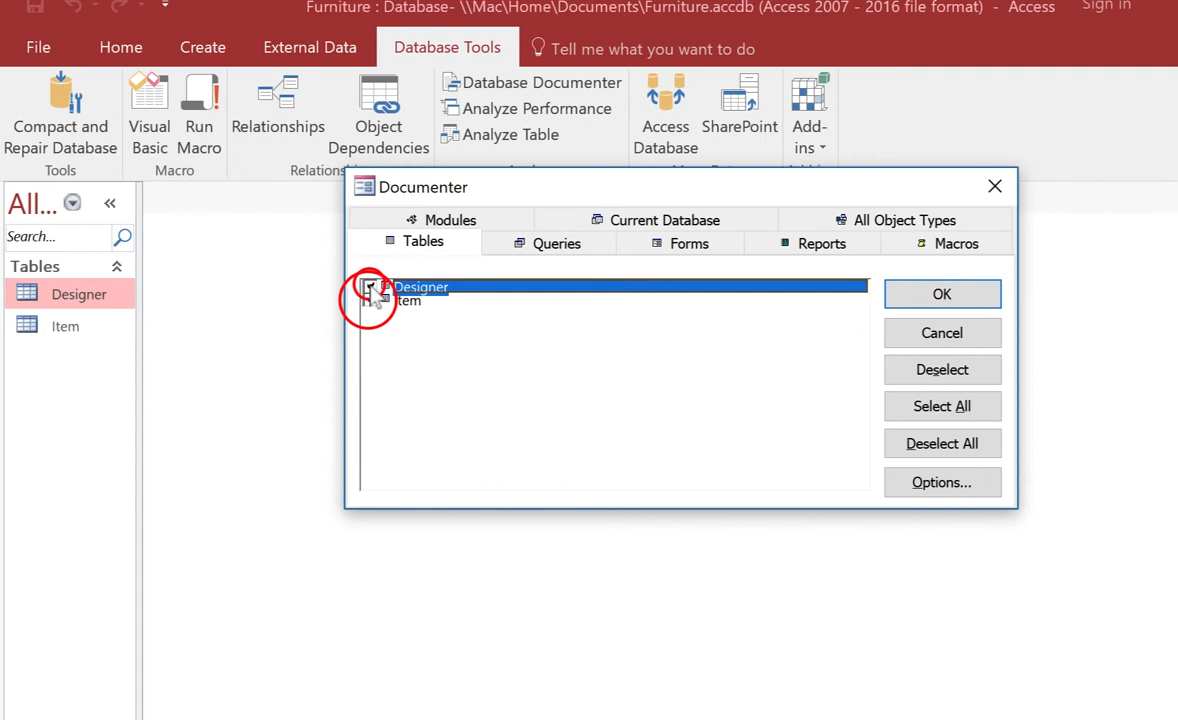 Furniture : Database- \\Mac\Home\Documents\Furniture.accdb (Access 2007 - 2016 file format) - Access
Sign in
File
Home
Create
External Data
Database Tools
Tell me what you want to do
Compact and
Repair Database
Tools
Visual
Basic
Run
Macro
Macro
Relationships
Object
Dependencies
Database Documenter
Analyze Performance
Analyze Table
Access
Database
SharePoint
Add-
ins
All...
Search...
Tables
Designer
Item
Documenter
Modules
Current Database
All Object Types
Tables
Queries
Forms
Reports
Macros
Designer
Item
OK
Cancel
Deselect
Select All
Deselect All
Options...